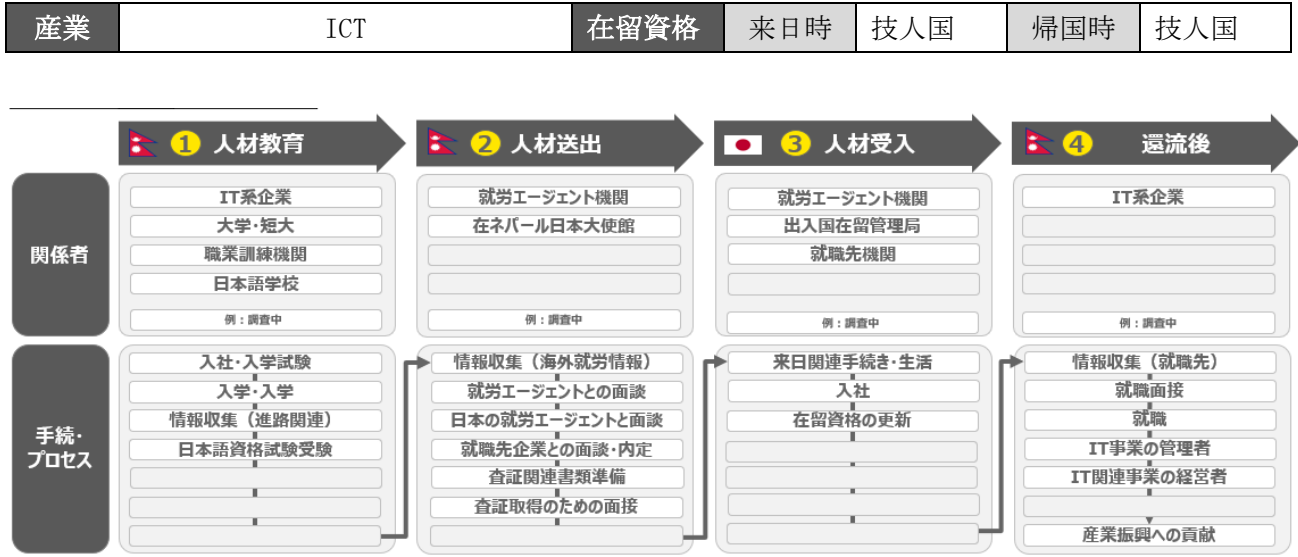 産業 ICT 在留資格 来日時 技人国 帰国時 技人国
1 人材教育
2 人材送出
3 人材受入
4 還流後
関係者
IT系企業
大学・短大
職業訓練機関
日本語学校
例：調査中
就労エージェント機関
在ネパール日本大使館
例：調査中
就労エージェント機関
出入国在留管理局
就職先機関
例：調査中
IT系企業
例：調査中
手続・
プロセス
入社・入学試験
入学・入学
情報収集（進路関連）
日本語資格試験受験
情報収集（海外就労情報）
就労エージェントとの面談
日本の就労エージェントと面談
就職先企業との面談・内定
査証関連書類準備
査証取得のための面接
来日関連手続き・生活
入社
在留資格の更新
情報収集（就職先）
就職面接
就職
IT事業の管理者
IT関連事業の経営者
産業振興への貢献